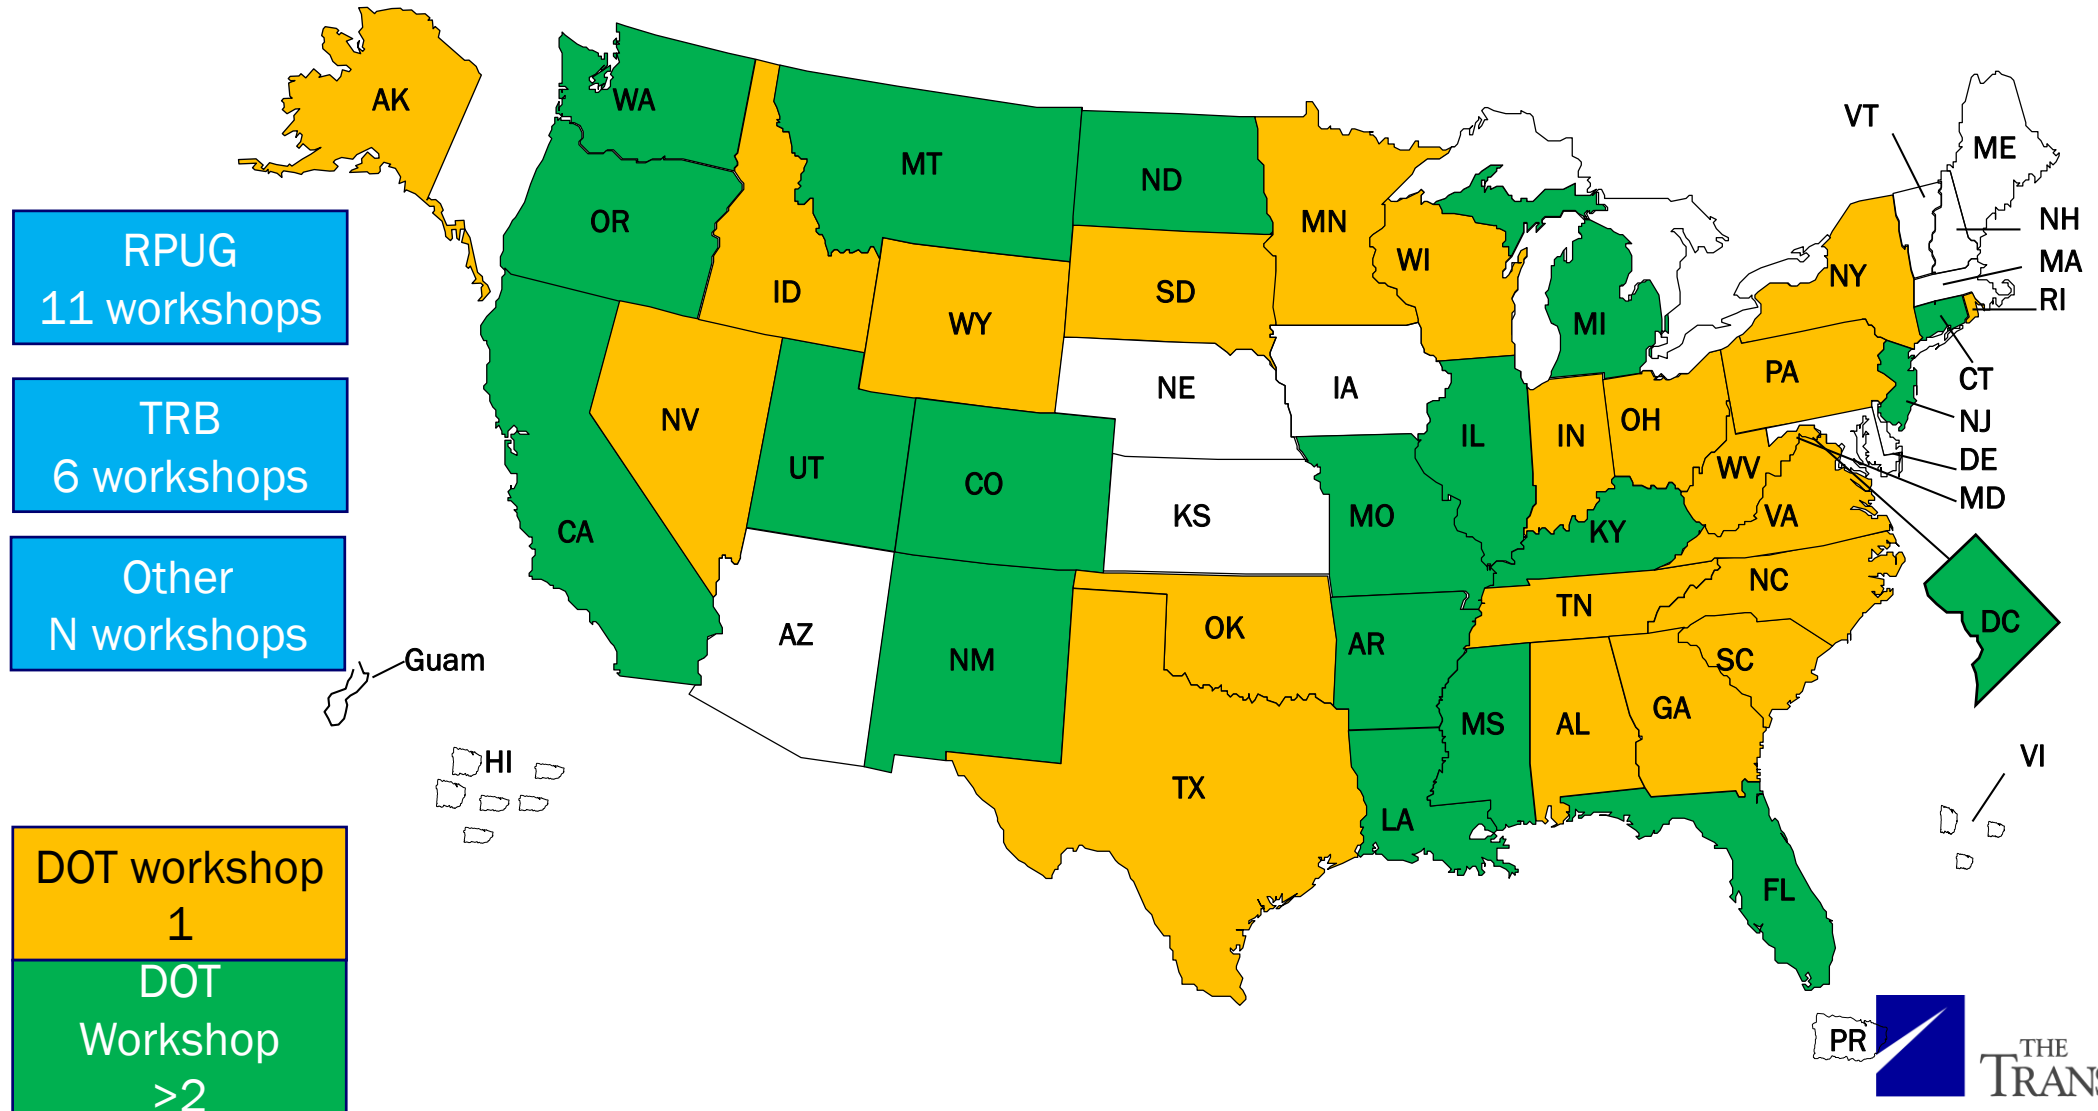 AK
WA
VT
ME
MT
ND
NH
OR
MN
RPUG
11 workshops
WI
MA
NY
ID
SD
RI
WY
MI
PA
CT
NE
IA
NJ
TRB
6 workshops
NV
OH
IL
IN
DE
UT
WV
CO
MD
KS
MO
VA
CA
KY
Other
N workshops
NC
TN
DC
OK
AZ
AR
NM
SC
Guam
GA
MS
AL
VI
HI
TX
LA
DOT workshop
1
FL
DOT
Workshop
>2
PR
THE